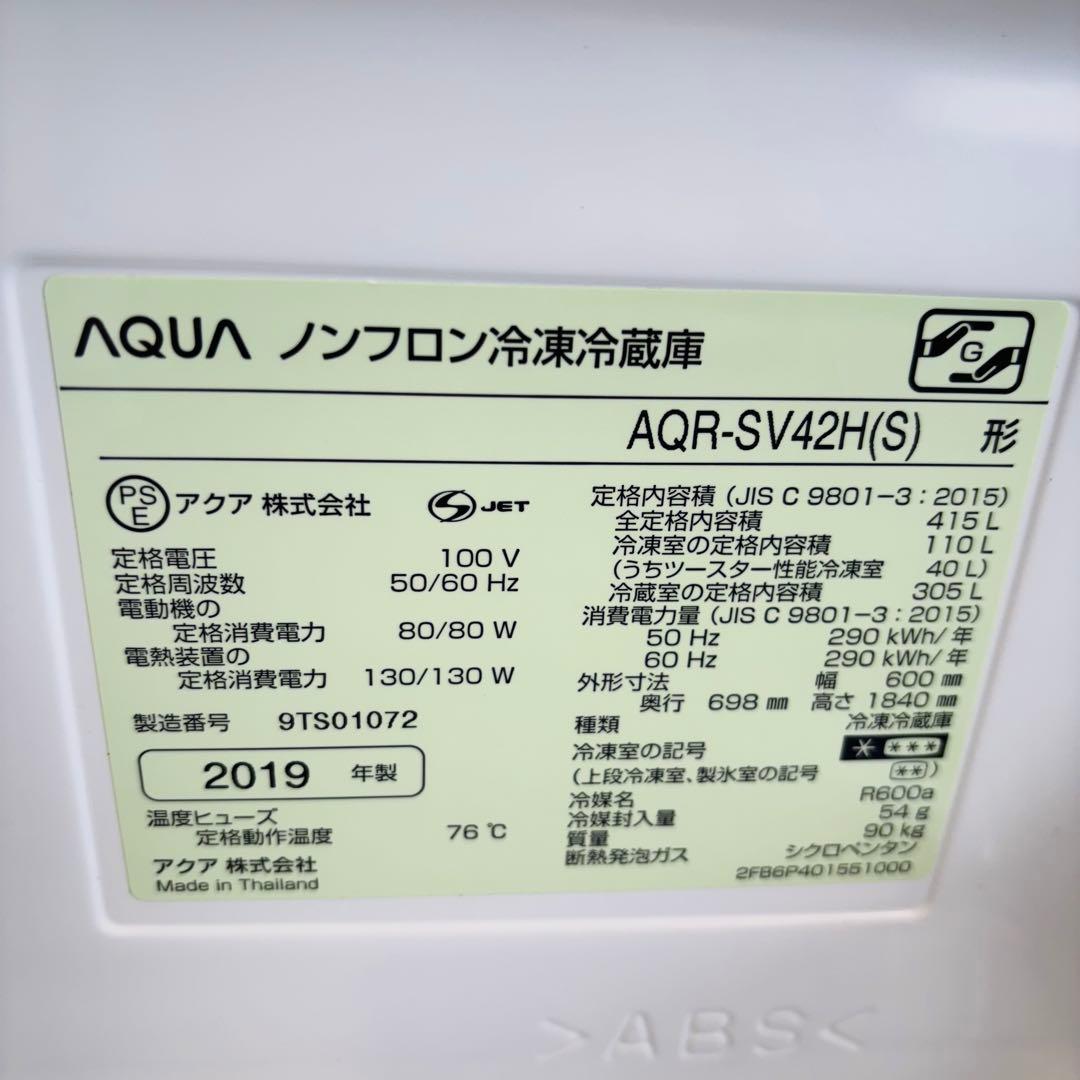 AQUA ノンフロン冷凍冷蔵庫
G
AQR-SV42H(S) 形
PS
E
アクア 株式会社
S JET
定格電圧 100 V
定格周波数 50/60 Hz
電動機の
定格消費電力 80/80 W
電熱装置の
定格消費電力 130/130 W
製造番号 9TS01072
2019 年製
温度ヒューズ
定格動作温度 76 ℃
アクア 株式会社
Made in Thailand
定格内容積 (JIS C 9801-3 : 2015)
全定格内容積 415 L
冷凍室の定格内容積 110 L
(うちツースター性能冷凍室 40 L)
冷蔵室の定格内容積 305 L
消費電力量 (JIS C 9801-3 : 2015)
50 Hz 290 kWh/年
60 Hz 290 kWh/年
外形寸法 幅 600 ㎜
奥行 698 ㎜ 高さ 1840 ㎜
種類 冷凍冷蔵庫
冷凍室の記号 * ***
(上段冷凍室、製氷室の記号 **)
冷媒名 R600a
冷媒封入量 54 g
質量 90 kg
断熱発泡ガス シクロペンタン
2FB6P401551000
>ABS<